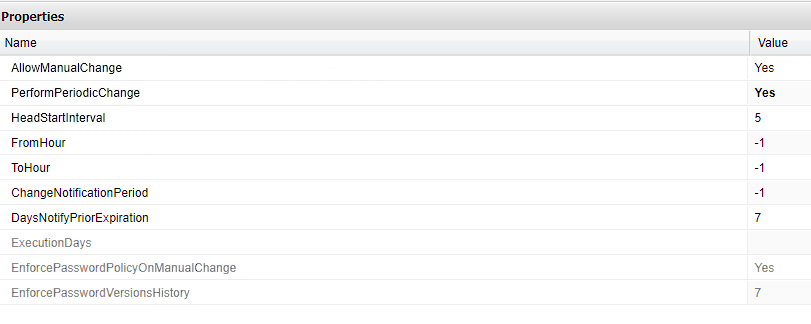 Properties
Name Value
AllowManualChange Yes
PerformPeriodicChange Yes
HeadStartInterval 5
FromHour -1
ToHour -1
ChangeNotificationPeriod -1
DaysNotifyPriorExpiration 7
ExecutionDays
EnforcePasswordPolicyOnManualChange Yes
EnforcePasswordVersionsHistory 7